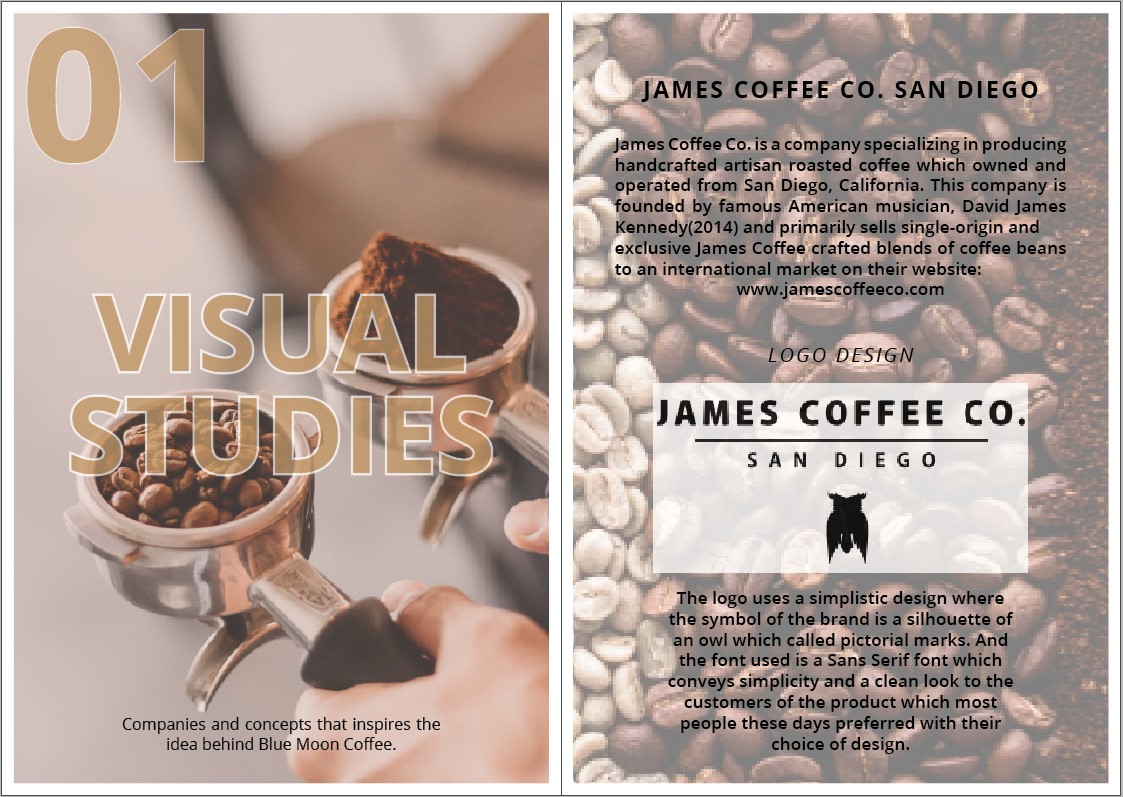 01
VISUAL
STUDIES
Companies and concepts that inspires the
idea behind Blue Moon Coffee.
JAMES COFFEE CO. SAN DIEGO
James Coffee Co. is a company specializing in producing
handcrafted artisan roasted coffee which owned and
operated from San Diego, California. This company is
founded by famous American musician, David James
Kennedy(2014) and primarily sells single-origin and
exclusive James Coffee crafted blends of coffee beans
to an international market on their website:
www.jamescoffeeco.com
LOGO DESIGN
JAMES COFFEE CO.
SAN DIEGO
The logo uses a simplistic design where
the symbol of the brand is a silhouette of
an owl which called pictorial marks. And
the font used is a Sans Serif font which
conveys simplicity and a clean look to the
customers of the product which most
people these days preferred with their
choice of design.